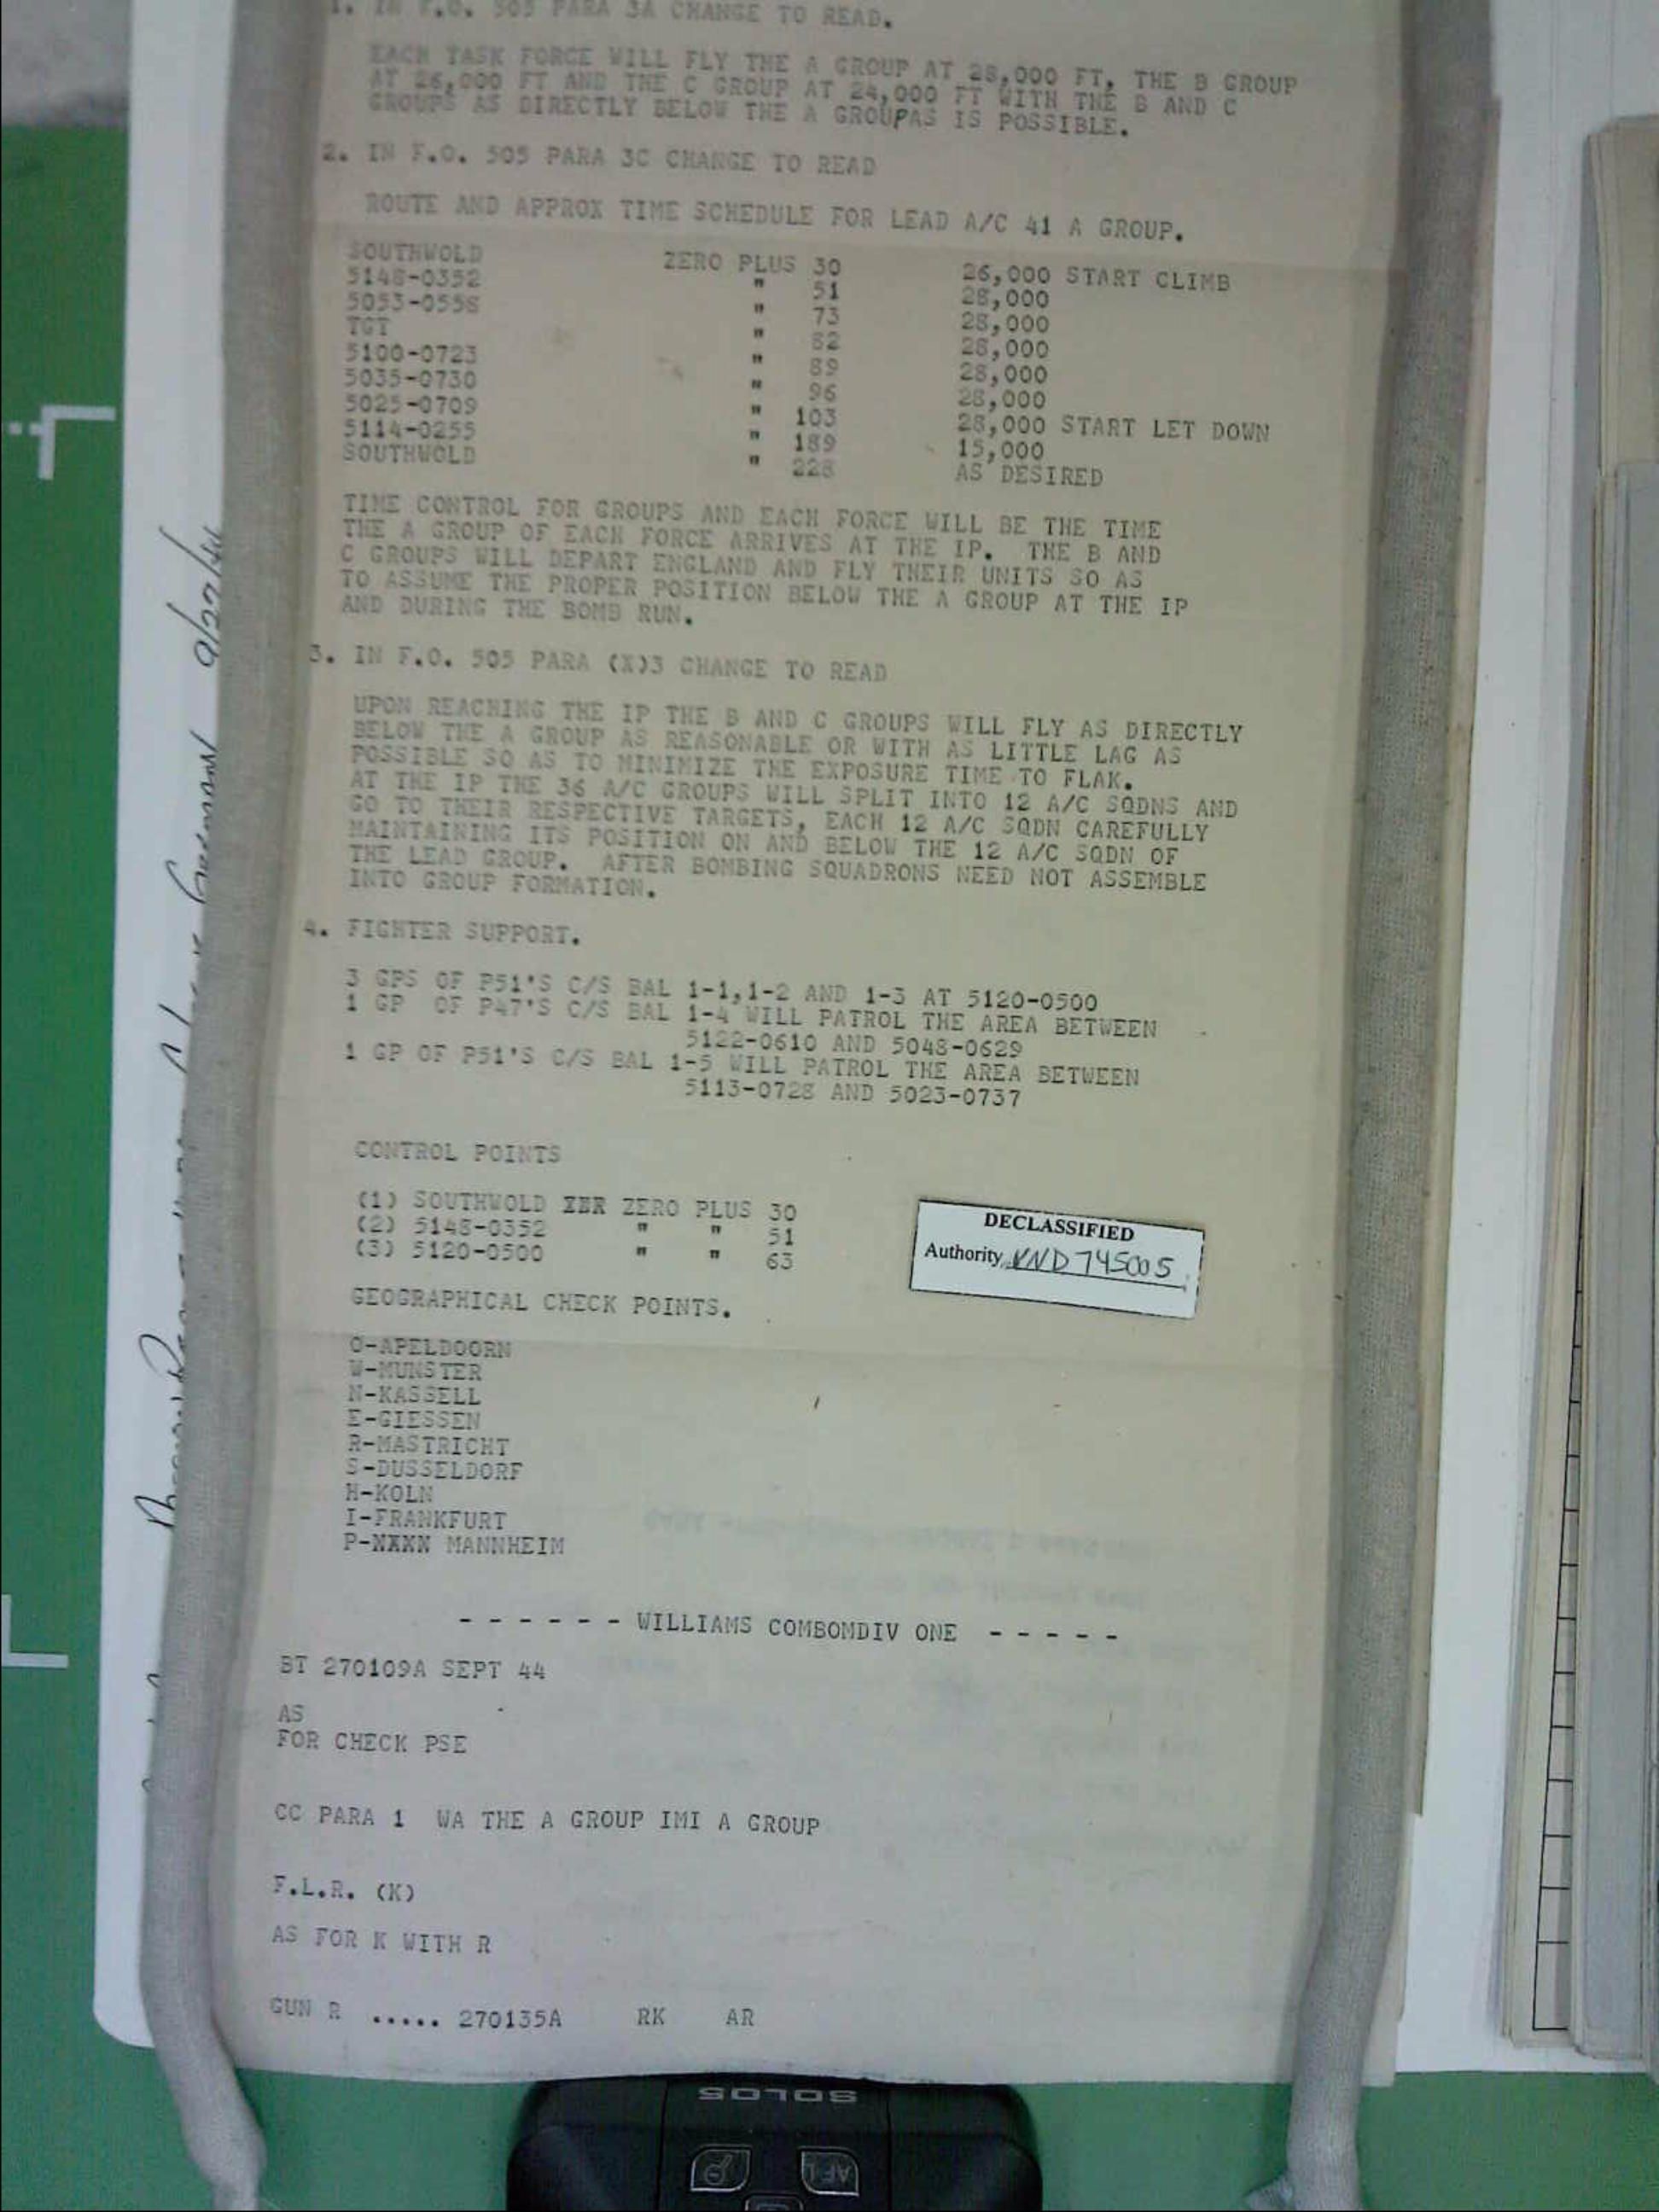 1. IN F.O. 505 PARA 3A CHANGE TO READ.
EACH TASK FORCE WILL FLY THE A GROUP AT 28,000 FT, THE B GROUP
AT 26,000 FT AND THE C GROUP AT 24,000 FT WITH THE B AND C
GROUPS AS DIRECTLY BELOW THE A GROUPAS IS POSSIBLE.
2. IN F.O. 505 PARA 3C CHANGE TO READ
ROUTE AND APPROX TIME SCHEDULE FOR LEAD A/C 41 A GROUP.
SOUTHWOLD ZERO PLUS 30 26,000 START CLIMB
5148-0352 " 51 28,000
5053-0558 " 73 28,000
TGT " 82 28,000
5100-0723 " 89 28,000
5035-0730 " 96 28,000
5025-0709 " 103 28,000 START LET DOWN
5114-0255 " 189 15,000
SOUTHWOLD " 228 AS DESIRED
TIME CONTROL FOR GROUPS AND EACH FORCE WILL BE THE TIME
THE A GROUP OF EACH FORCE ARRIVES AT THE IP. THE B AND
C GROUPS WILL DEPART ENGLAND AND FLY THEIR UNITS SO AS
TO ASSUME THE PROPER POSITION BELOW THE A GROUP AT THE IP
AND DURING THE BOMB RUN.
3. IN F.O. 505 PARA (X)3 CHANGE TO READ
UPON REACHING THE IP THE B AND C GROUPS WILL FLY AS DIRECTLY
BELOW THE A GROUP AS REASONABLE OR WITH AS LITTLE LAG AS
POSSIBLE SO AS TO MINIMIZE THE EXPOSURE TIME TO FLAK.
AT THE IP THE 36 A/C GROUPS WILL SPLIT INTO 12 A/C SQDNS AND
GO TO THEIR RESPECTIVE TARGETS, EACH 12 A/C SQDN CAREFULLY
MAINTAINING ITS POSITION ON AND BELOW THE 12 A/C SQDN OF
THE LEAD GROUP. AFTER BOMBING SQUADRONS NEED NOT ASSEMBLE
INTO GROUP FORMATION.
4. FIGHTER SUPPORT.
3 GPS OF P51'S C/S BAL 1-1,1-2 AND 1-3 AT 5120-0500
1 GP OF P47'S C/S BAL 1-4 WILL PATROL THE AREA BETWEEN
5122-0610 AND 5048-0629
1 GP OF P51'S C/S BAL 1-5 WILL PATROL THE AREA BETWEEN
5113-0728 AND 5023-0737
CONTROL POINTS
(1) SOUTHWOLD XBR ZERO PLUS 30
(2) 5148-0352 " " 51
(3) 5120-0500 " " 63
DECLASSIFIED
Authority NND 745005
GEOGRAPHICAL CHECK POINTS.
O-APELDOORN
W-MUNSTER
N-KASSELL
E-GIESSEN
R-MASTRICHT
S-DUSSELDORF
H-KOLN
I-FRANKFURT
P-NXXN MANNHEIM
- - - - - - WILLIAMS COMBOMDIV ONE - - - - -
BT 270109A SEPT 44
AS
FOR CHECK PSE
CC PARA 1 WA THE A GROUP IMI A GROUP
F.L.R. (K)
AS FOR K WITH R
GUN R ..... 270135A RK AR
9/27/44
SOLOS
AFL